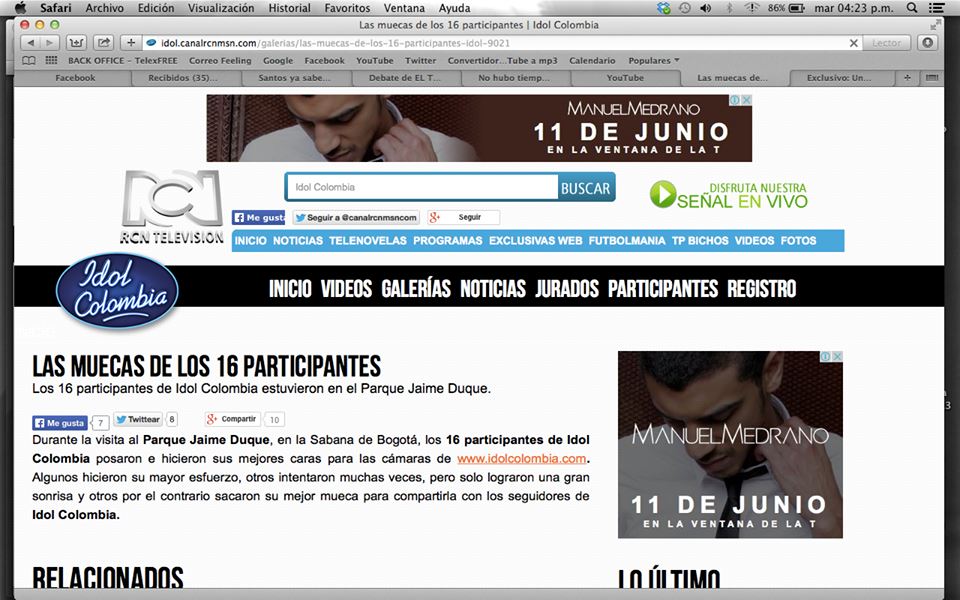 Safari Archivo Edición Visualización Historial Favoritos Ventana Ayuda 86% mar 04:23 p.m.
Las muecas de los 16 participantes | Idol Colombia
idol.canalrcnmsn.com/galerias/las-muecas-de-los-16-participantes-idol-9021 Lector
BACK OFFICE - TelexFREE Correo Feeling Google Facebook YouTube Twitter Convertidor...Tube a mp3 Calendario Populares
Facebook Recibidos (35)... Santos ya sabe... Debate de EL T... No hubo tiemp... YouTube Las muecas de... Exclusivo: Un...
MANUELMEDRANO
11 DE JUNIO
EN LA VENTANA DE LA T
RCN TELEVISION
Idol Colombia BUSCAR
DISFRUTA NUESTRA
SEÑAL EN VIVO
Me gusta Seguir a @canalrcnmsncom Seguir
INICIO NOTICIAS TELENOVELAS PROGRAMAS EXCLUSIVAS WEB FUTBOLMANIA TP BICHOS VIDEOS FOTOS
Idol
Colombia
INICIO VIDEOS GALERÍAS NOTICIAS JURADOS PARTICIPANTES REGISTRO
LAS MUECAS DE LOS 16 PARTICIPANTES
Los 16 participantes de Idol Colombia estuvieron en el Parque Jaime Duque.
Me gusta 7 Twittear 8 Compartir 10
Durante la visita al Parque Jaime Duque, en la Sabana de Bogotá, los 16 participantes de Idol
Colombia posaron e hicieron sus mejores caras para las cámaras de www.idolcolombia.com.
Algunos hicieron su mayor esfuerzo, otros intentaron muchas veces, pero solo lograron una gran
sonrisa y otros por el contrario sacaron su mejor mueca para compartirla con los seguidores de
Idol Colombia.
MANUELMEDRANO
11 DE JUNIO
EN LA VENTANA DE LA T
RELACIONADOS
LO ÚLTIMO